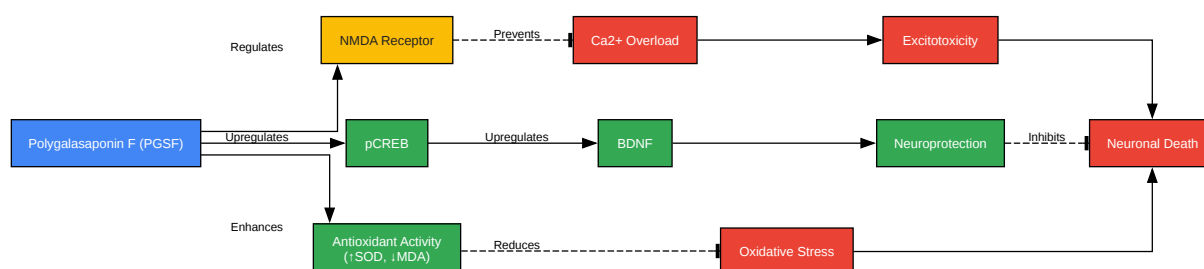 Regulates
NMDA Receptor
Prevents
Ca2+ Overload
Excitotoxicity
Polygalasaponin F (PGSF)
Upregulates
pCREB
Upregulates
BDNF
Neuroprotection
Inhibits
Neuronal Death
Enhances
Antioxidant Activity
(↑SOD, ↓MDA)
Reduces
Oxidative Stress